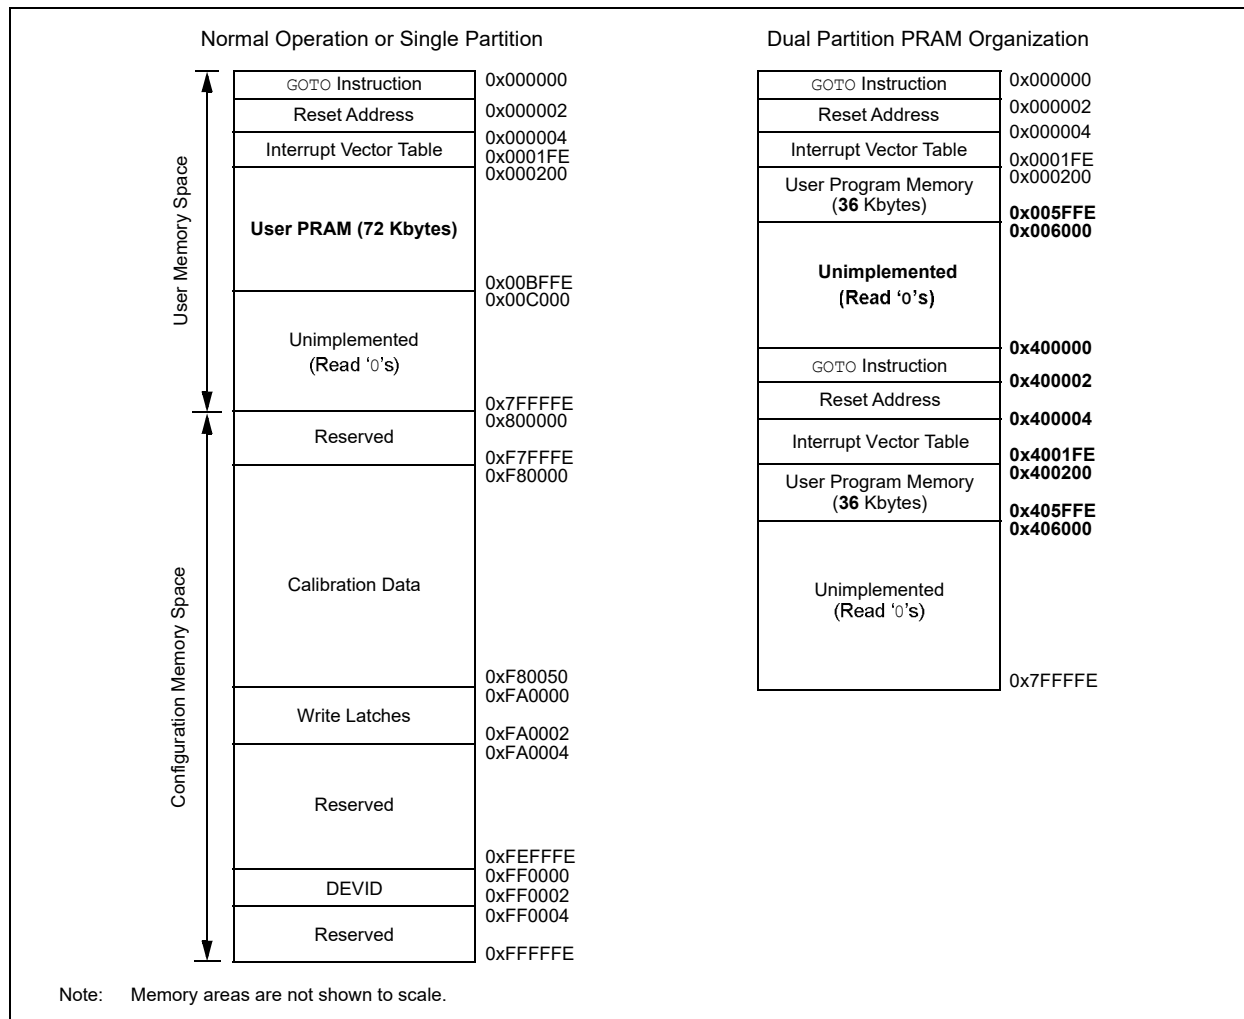 Normal Operation or Single Partition
User Memory Space
Configuration Memory Space
GOTO Instruction
0x000000
Reset Address
0x000002
0x000004
Interrupt Vector Table
0x0001FE
0x000200
User PRAM (72 Kbytes)
0x00BFFE
0x00C000
Unimplemented
(Read ‘0’s)
0x7FFFFE
0x800000
Reserved
0xF7FFFE
0xF80000
Calibration Data
0xF80050
0xFA0000
Write Latches
0xFA0002
0xFA0004
Reserved
0xFEFFFE
0xFF0000
DEVID
0xFF0002
0xFF0004
Reserved
0xFFFFFE
Dual Partition PRAM Organization
GOTO Instruction
0x000000
0x000002
Reset Address
0x000004
Interrupt Vector Table
0x0001FE
0x000200
User Program Memory
(36 Kbytes)
0x005FFE
0x006000
Unimplemented
(Read ‘0’s)
0x400000
GOTO Instruction
0x400002
Reset Address
0x400004
Interrupt Vector Table
0x4001FE
0x400200
User Program Memory
(36 Kbytes)
0x405FFE
0x406000
Unimplemented
(Read ‘0’s)
0x7FFFFE
Note: Memory areas are not shown to scale.